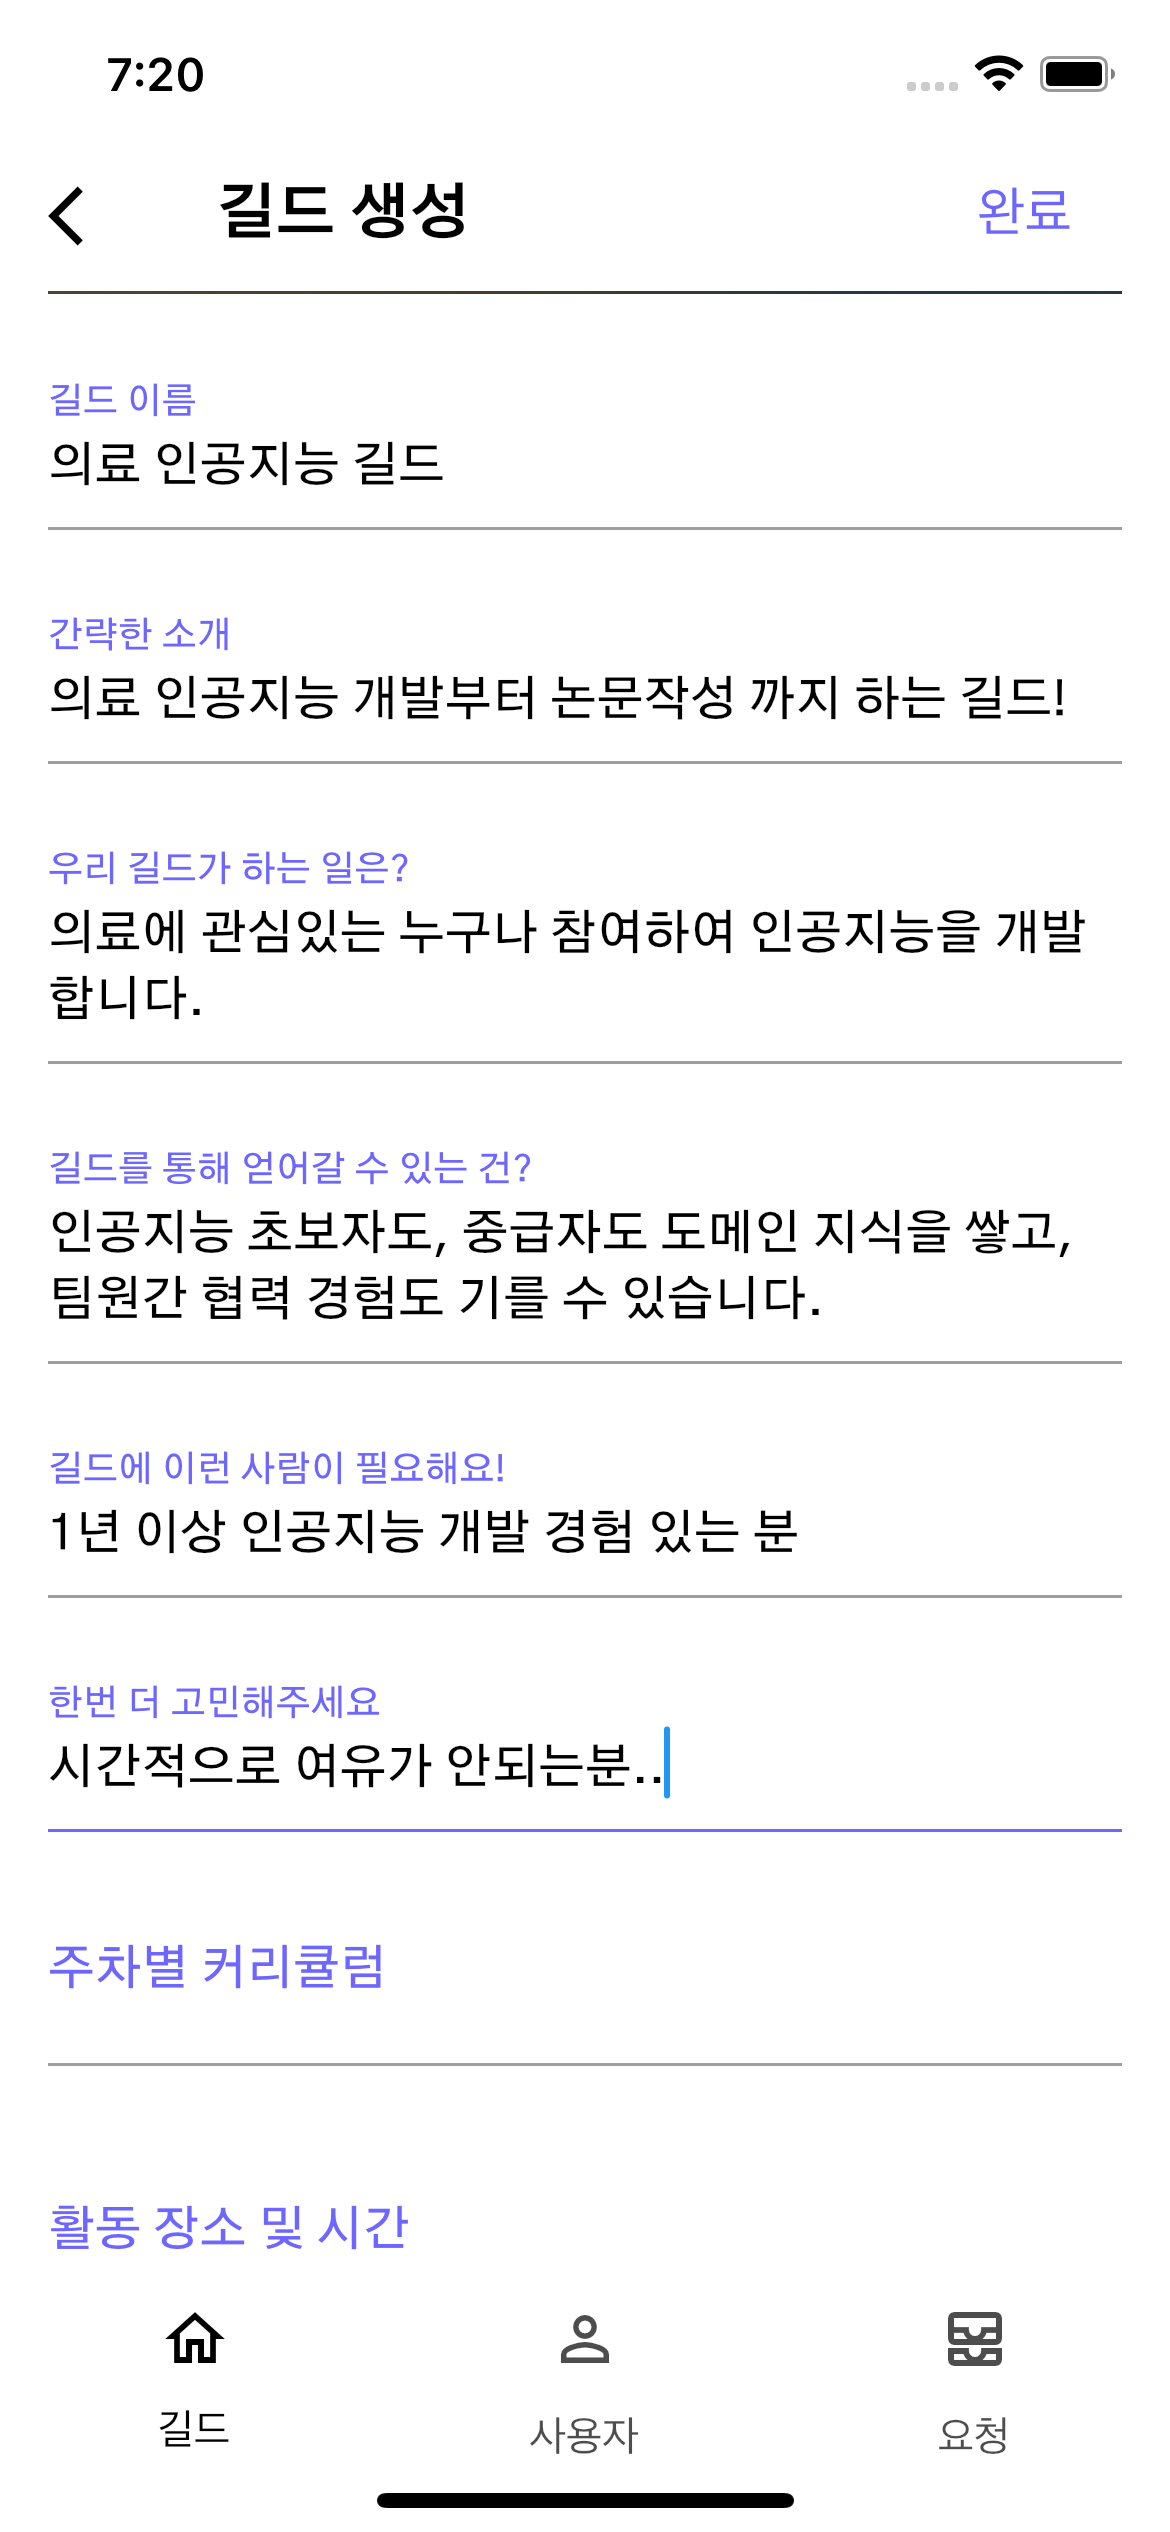 7:20
길드 생성
완료
길드 이름
의료 인공지능 길드
간략한 소개
의료 인공지능 개발부터 논문작성 까지 하는 길드!
우리 길드가 하는 일은?
의료에 관심있는 누구나 참여하여 인공지능을 개발
합니다.
길드를 통해 얻어갈 수 있는 건?
인공지능 초보자도, 중급자도 도메인 지식을 쌓고,
팀원간 협력 경험도 기를 수 있습니다.
길드에 이런 사람이 필요해요!
1년 이상 인공지능 개발 경험 있는 분
한번 더 고민해주세요
시간적으로 여유가 안되는분..
주차별 커리큘럼
활동 장소 및 시간
길드
사용자
요청